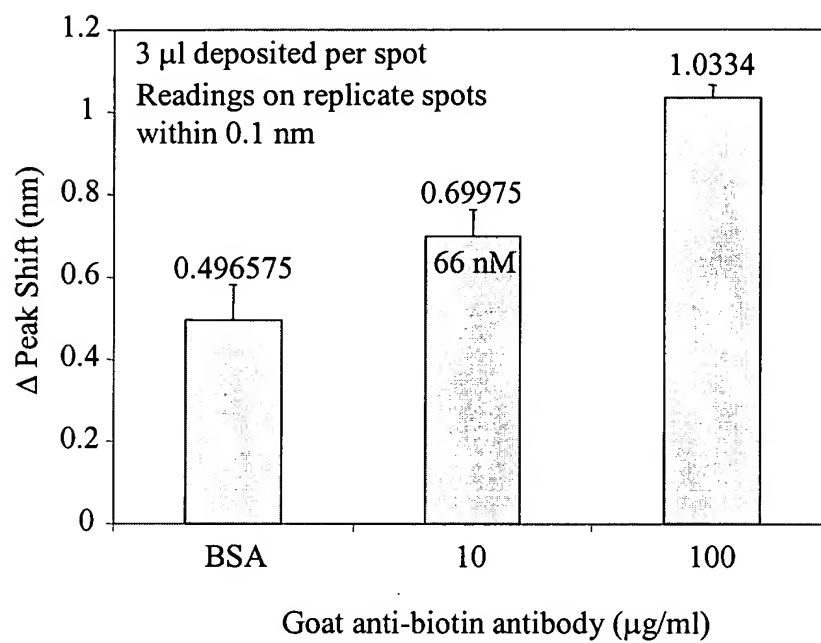 3 µl deposited per spot
Readings on replicate spots
within 0.1 nm
1.2
1
0.8
0.6
0.4
0.2
0
Δ Peak Shift (nm)
0.496575
0.69975
66 nM
1.0334
BSA
10
100
Goat anti-biotin antibody (µg/ml)